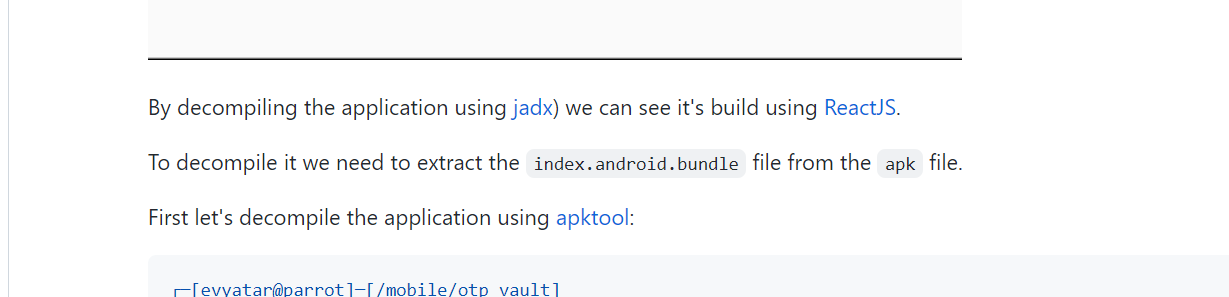 By decompiling the application using jadx) we can see it's build using ReactJS.
To decompile it we need to extract the index.android.bundle file from the apk file.
First let's decompile the application using apktool:
┌─[evyatar@parrot]─[/mobile/otp_vault]